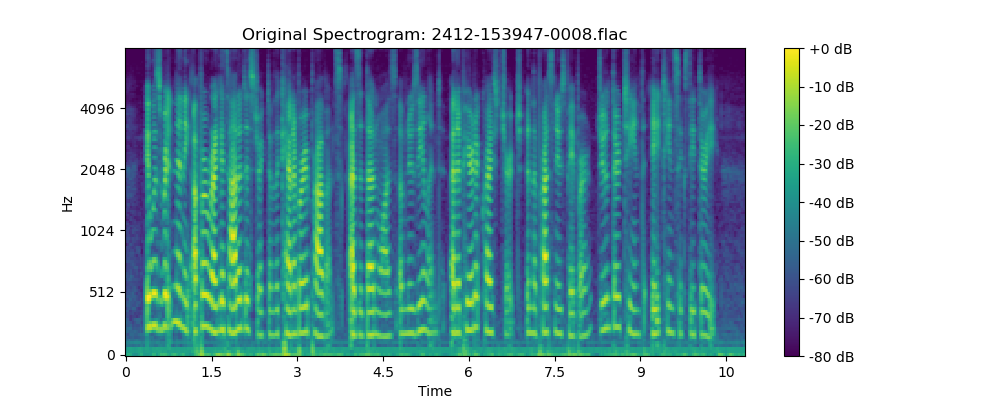 Original Spectrogram: 2412-153947-0008.flac
Hz
4096
2048
1024
512
0
0 1.5 3 4.5 6 7.5 9 10
Time
+0 dB
-10 dB
-20 dB
-30 dB
-40 dB
-50 dB
-60 dB
-70 dB
-80 dB